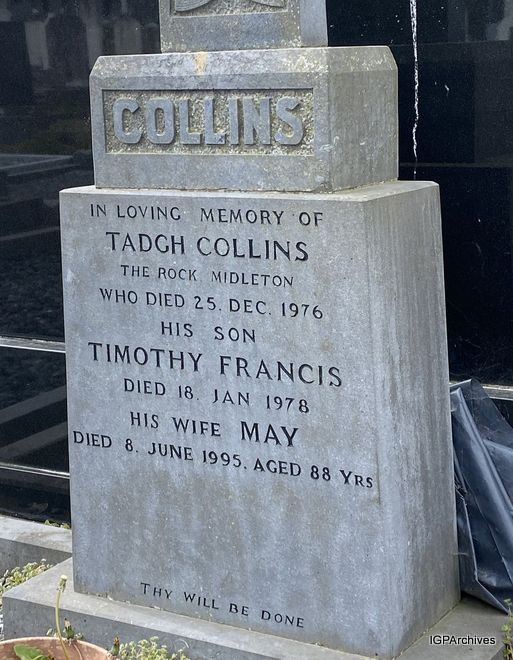 COLLINS
IN LOVING MEMORY OF
TADGH COLLINS
THE ROCK MIDLETON
WHO DIED 25. DEC. 1976
HIS SON
TIMOTHY FRANCIS
DIED 18. JAN 1978
HIS WIFE MAY
DIED 8. JUNE 1995. AGED 88 YRS
THY WILL BE DONE
IGPArchives